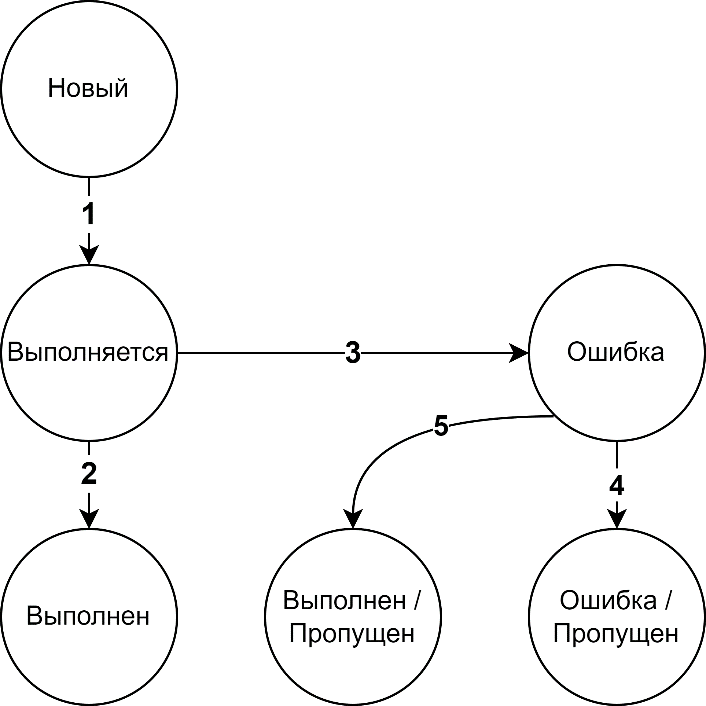 Новый
1
Выполняется
3
Ошибка
5
2
4
Выполнен
Выполнен /
Пропущен
Ошибка /
Пропущен